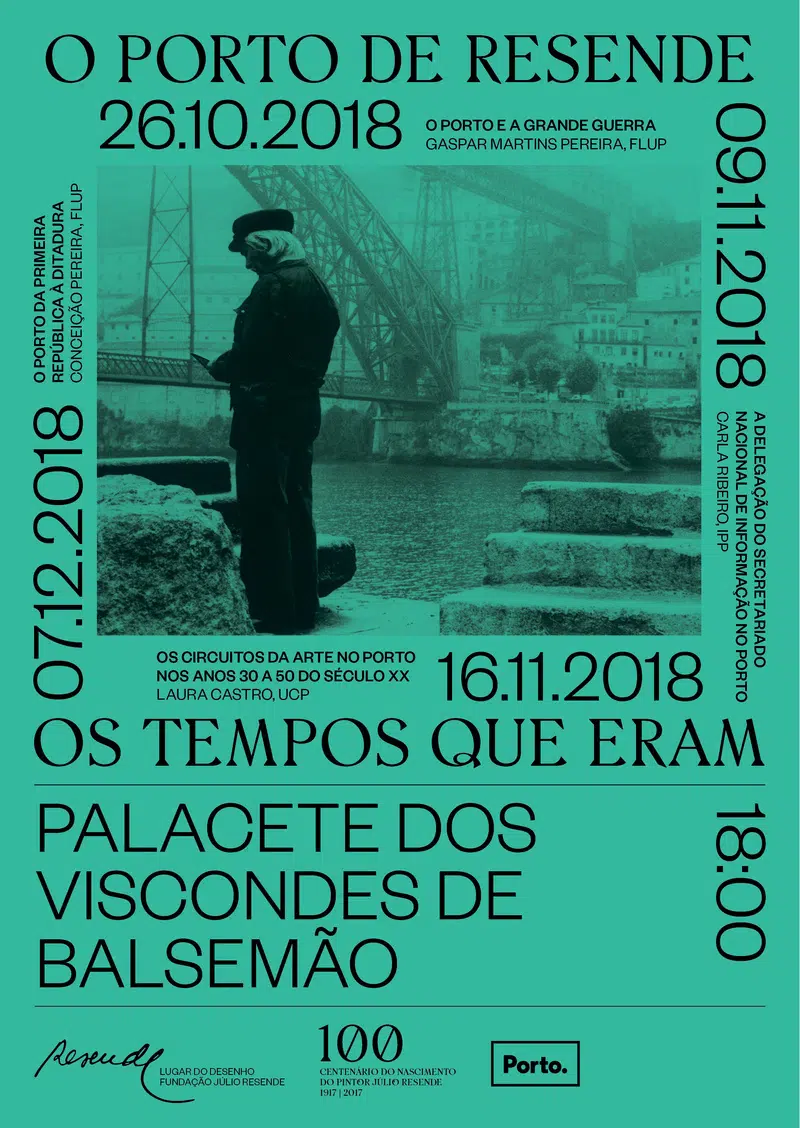 O PORTO DE RESENDE
26.10.2018
O PORTO E A GRANDE GUERRA
GASPAR MARTINS PEREIRA, FLUP
09.11.2018
A DELEGAÇÃO DO SECRETARIADO
NACIONAL DE INFORMAÇÃO NO PORTO
CARLA RIBEIRO, IPP
16.11.2018
OS CIRCUITOS DA ARTE NO PORTO
NOS ANOS 30 A 50 DO SÉCULO XX
LAURA CASTRO, UCP
07.12.2018
O PORTO DA PRIMEIRA
REPÚBLICA À DITADURA
CONCEIÇÃO PEREIRA, FLUP
OS TEMPOS QUE ERAM
PALACETE DOS
VISCONDES DE
BALSEMÃO
18:00
Resende
LUGAR DO DESENHO
FUNDAÇÃO JÚLIO RESENDE
100
CENTENÁRIO DO NASCIMENTO
DO PINTOR JÚLIO RESENDE
1917 | 2017
Porto.